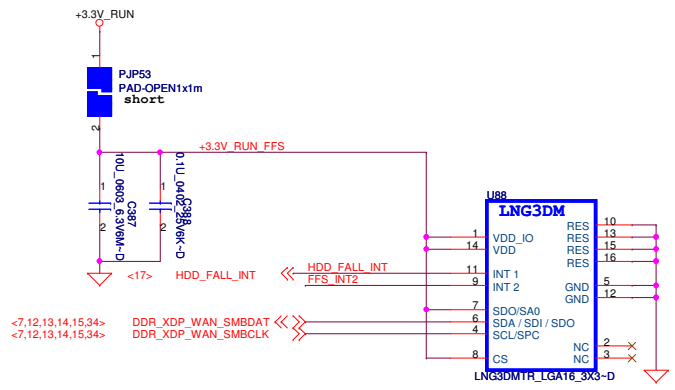 +3.3V_RUN
1
PJP53
PAD-OPEN1x1m
short
2
+3.3V_RUN_FFS
10U_0603_6.3V6M~D
1
2
C387
0.1U_0402_25V6K~D
1
2
C388
<17> HDD_FALL_INT
HDD_FALL_INT
FFS_INT2
<7,12,13,14,15,34> DDR_XDP_WAN_SMBDAT
<7,12,13,14,15,34> DDR_XDP_WAN_SMBCLK
U88
LNG3DM
1 VDD_IO
14 VDD
11 INT 1
9 INT 2
7 SDO/SA0
6 SDA / SDI / SDO
4 SCL/SPC
8 CS
RES 10
RES 13
RES 15
RES 16
GND 5
GND 12
NC 2
NC 3
LNG3DMTR_LGA16_3X3~D